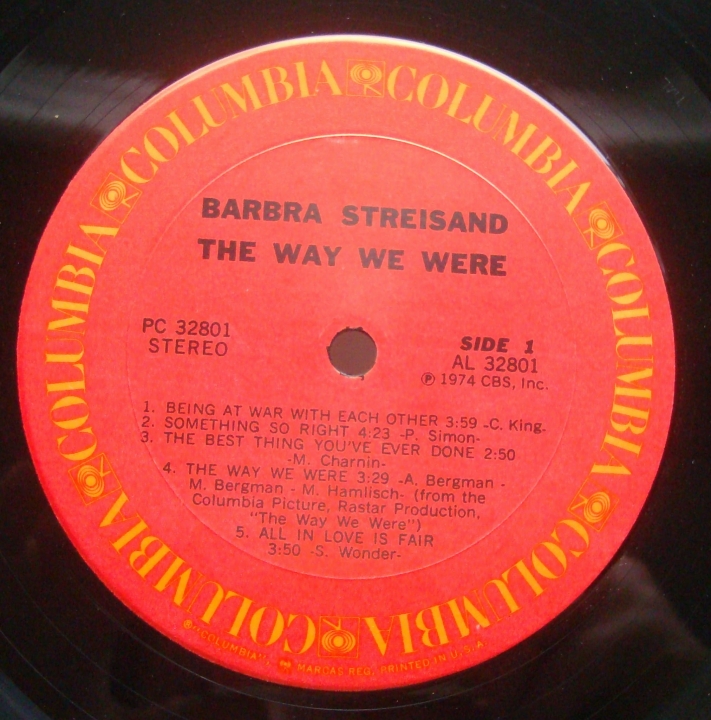 COLUMBIA COLUMBIA COLUMBIA COLUMBIA COLUMBIA COLUMBIA
BARBRA STREISAND
THE WAY WE WERE
PC 32801
STEREO
SIDE 1
AL 32801
Ⓟ 1974 CBS, Inc.
1. BEING AT WAR WITH EACH OTHER 3:59 -C. King-
2. SOMETHING SO RIGHT 4:23 -P. Simon-
3. THE BEST THING YOU'VE EVER DONE 2:50
-M. Charnin-
4. THE WAY WE WERE 3:29 -A. Bergman -
M. Bergman - M. Hamlisch- (from the
Columbia Picture, Rastar Production,
"The Way We Were")
5. ALL IN LOVE IS FAIR
3:50 -S. Wonder-
®"COLUMBIA", MARCAS REG. PRINTED IN U.S.A.